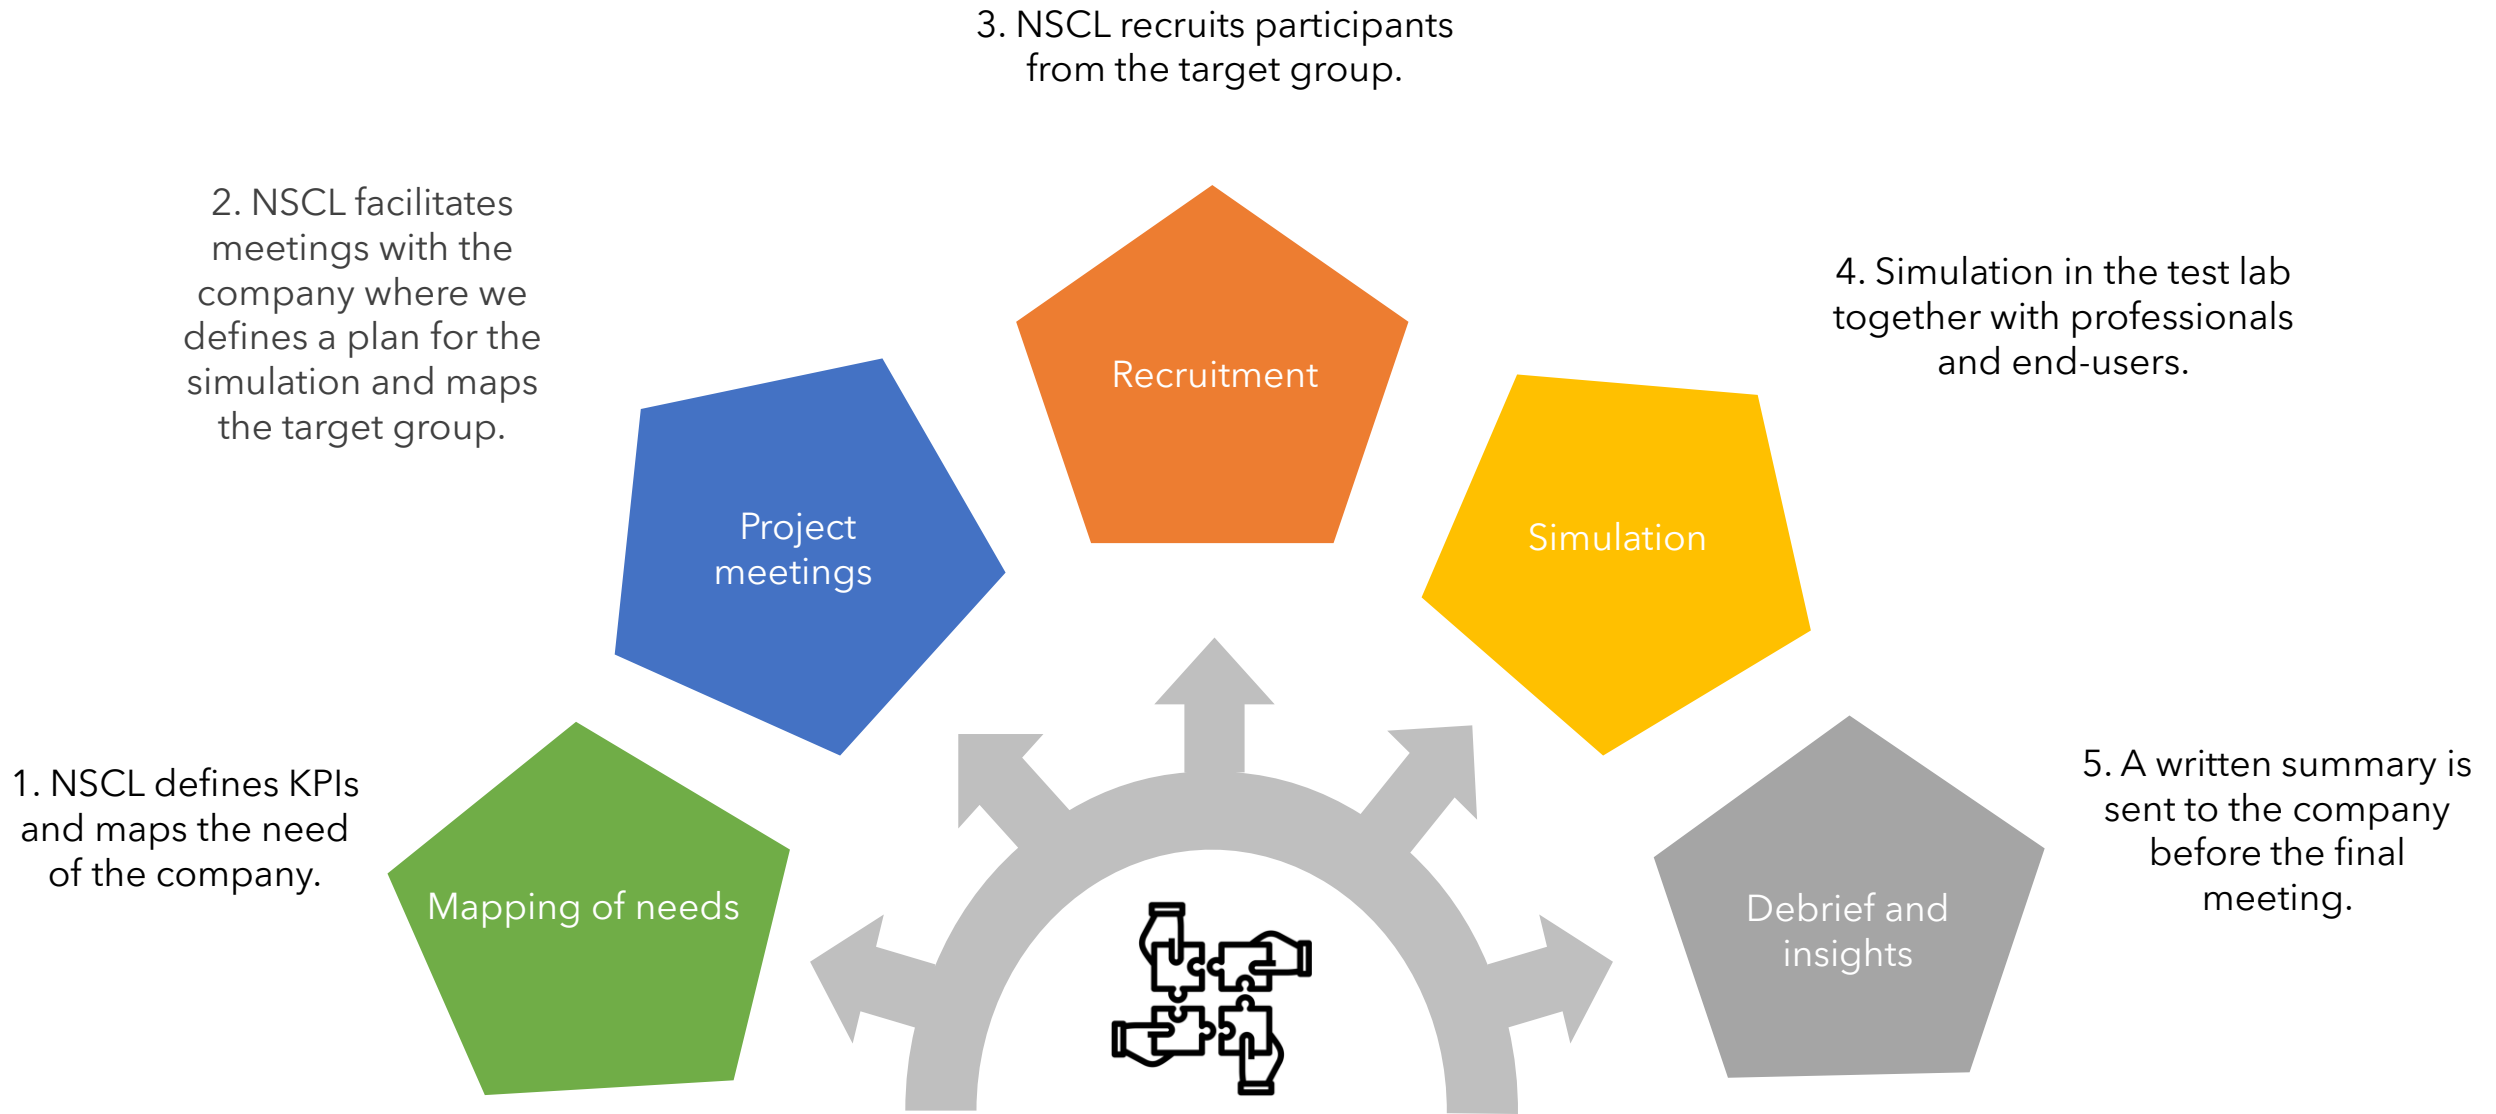 1. NSCL defines KPIs
and maps the need
of the company.
Mapping of needs
2. NSCL facilitates
meetings with the
company where we
defines a plan for the
simulation and maps
the target group.
Project
meetings
3. NSCL recruits participants
from the target group.
Recruitment
4. Simulation in the test lab
together with professionals
and end-users.
Simulation
5. A written summary is
sent to the company
before the final
meeting.
Debrief and
insights